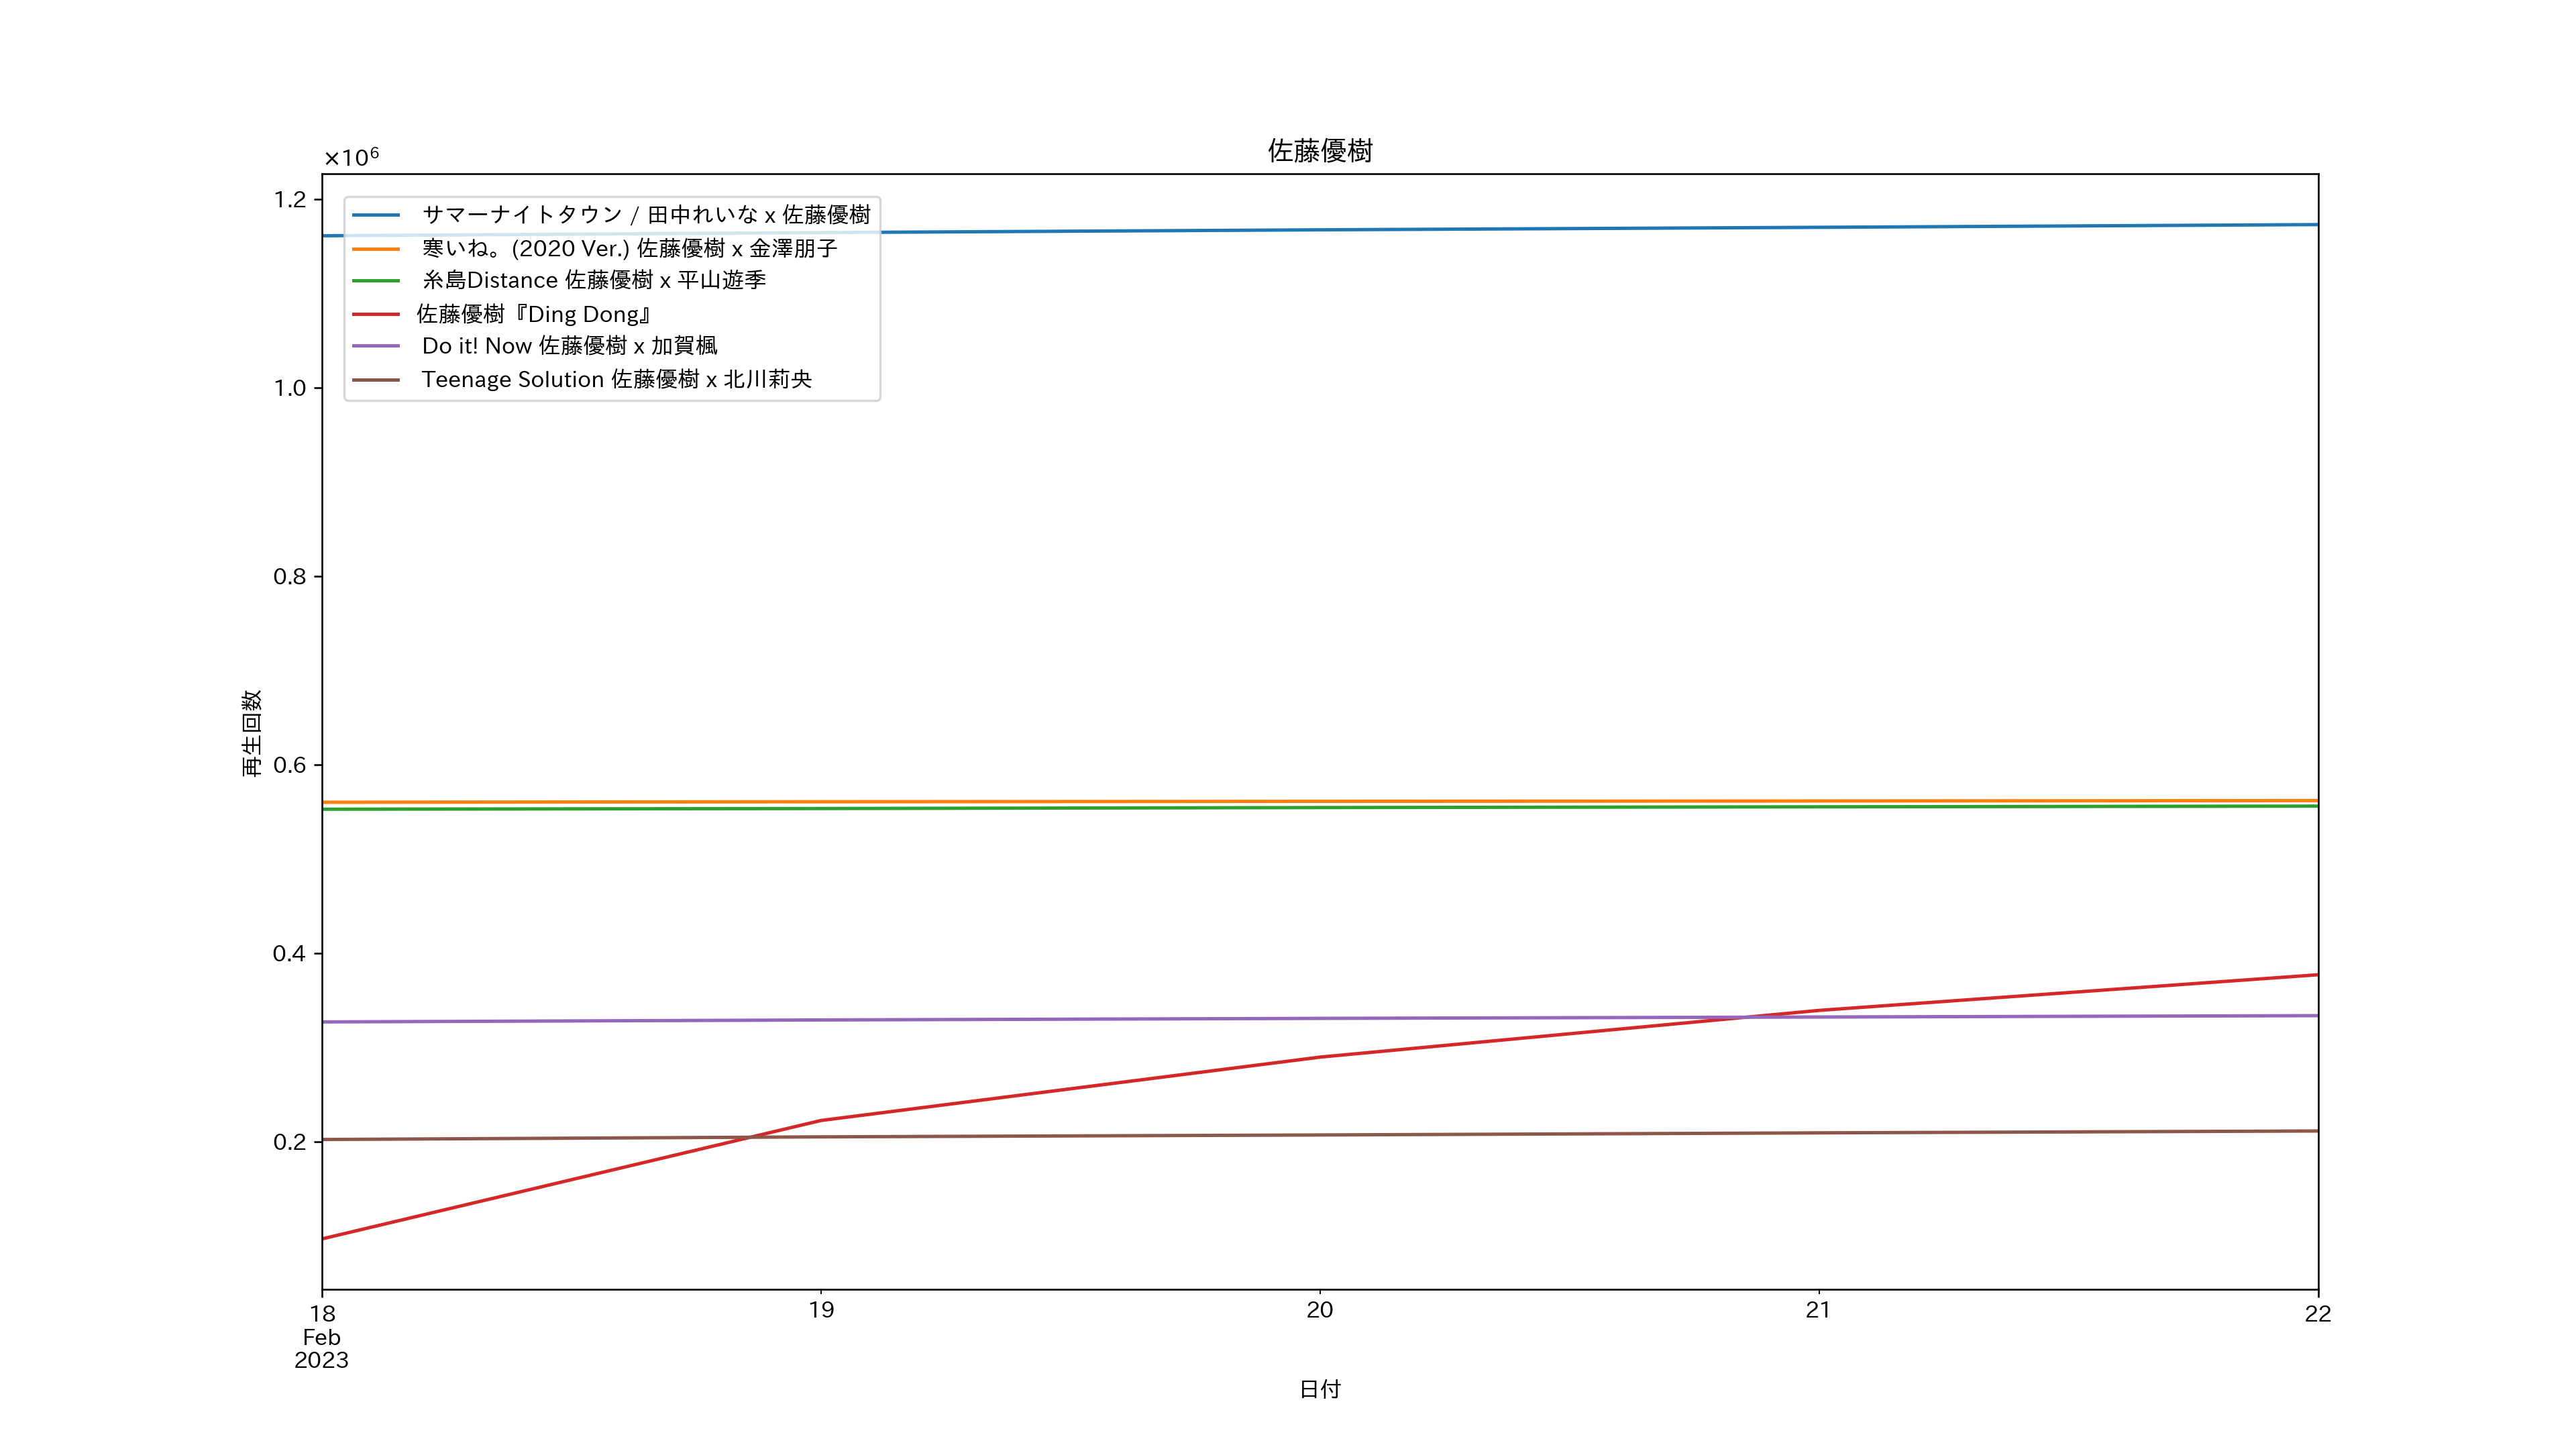 佐藤優樹
×10⁶
1.2
1.0
0.8
0.6
0.4
0.2
再生回数
サマーナイトタウン / 田中れいな x 佐藤優樹
寒いね。(2020 Ver.) 佐藤優樹 x 金澤朋子
糸島Distance 佐藤優樹 x 平山遊季
佐藤優樹『Ding Dong』
Do it! Now 佐藤優樹 x 加賀楓
Teenage Solution 佐藤優樹 x 北川莉央
18 19 20 21 22
Feb
2023
日付